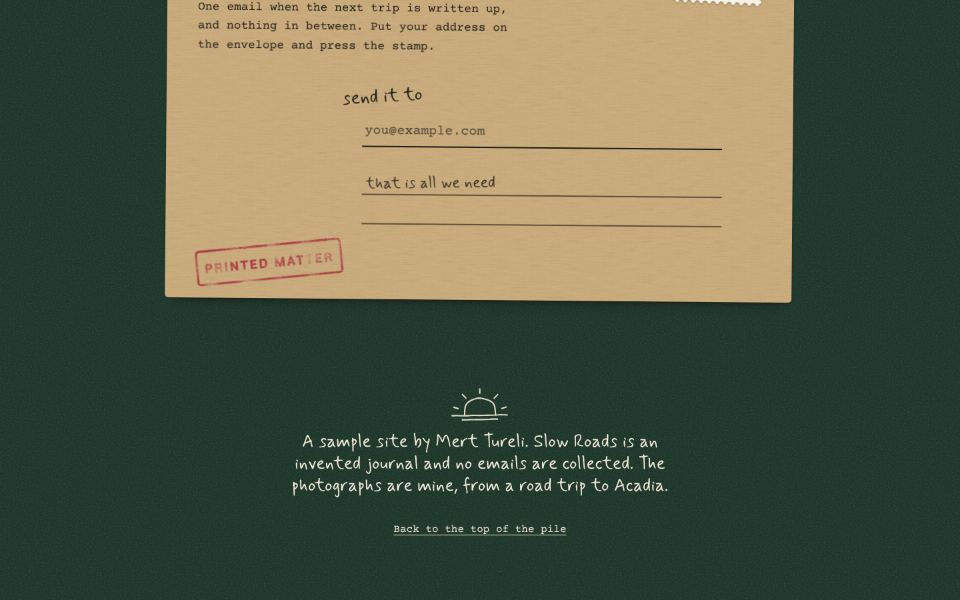 One email when the next trip is written up,
and nothing in between. Put your address on
the envelope and press the stamp.
send it to
you@example.com
that is all we need
PRINTED MATTER
A sample site by Mert Tureli. Slow Roads is an
invented journal and no emails are collected. The
photographs are mine, from a road trip to Acadia.
Back to the top of the pile